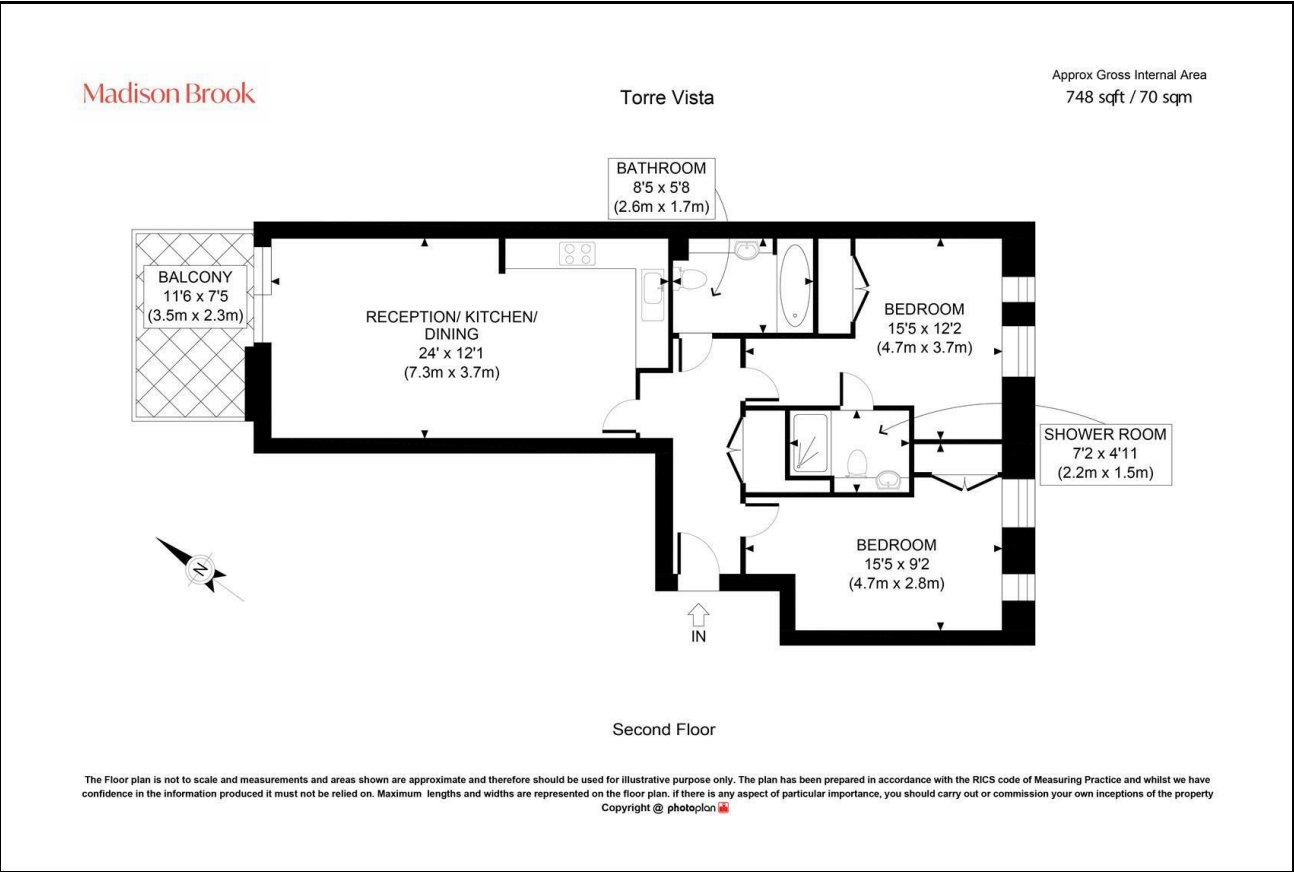 Madison Brook
Torre Vista
Approx Gross Internal Area
748 sqft / 70 sqm
BATHROOM
8'5 x 5'8
(2.6m x 1.7m)
BALCONY
11'6 x 7'5
(3.5m x 2.3m)
RECEPTION/ KITCHEN/
DINING
24' x 12'1
(7.3m x 3.7m)
BEDROOM
15'5 x 12'2
(4.7m x 3.7m)
SHOWER ROOM
7'2 x 4'11
(2.2m x 1.5m)
BEDROOM
15'5 x 9'2
(4.7m x 2.8m)
N
IN
Second Floor
The Floor plan is not to scale and measurements and areas shown are approximate and therefore should be used for illustrative purpose only. The plan has been prepared in accordance with the RICS code of Measuring Practice and whilst we have
confidence in the information produced it must not be relied on. Maximum lengths and widths are represented on the floor plan. if there is any aspect of particular importance, you should carry out or commission your own inceptions of the property
Copyright @ photoplan